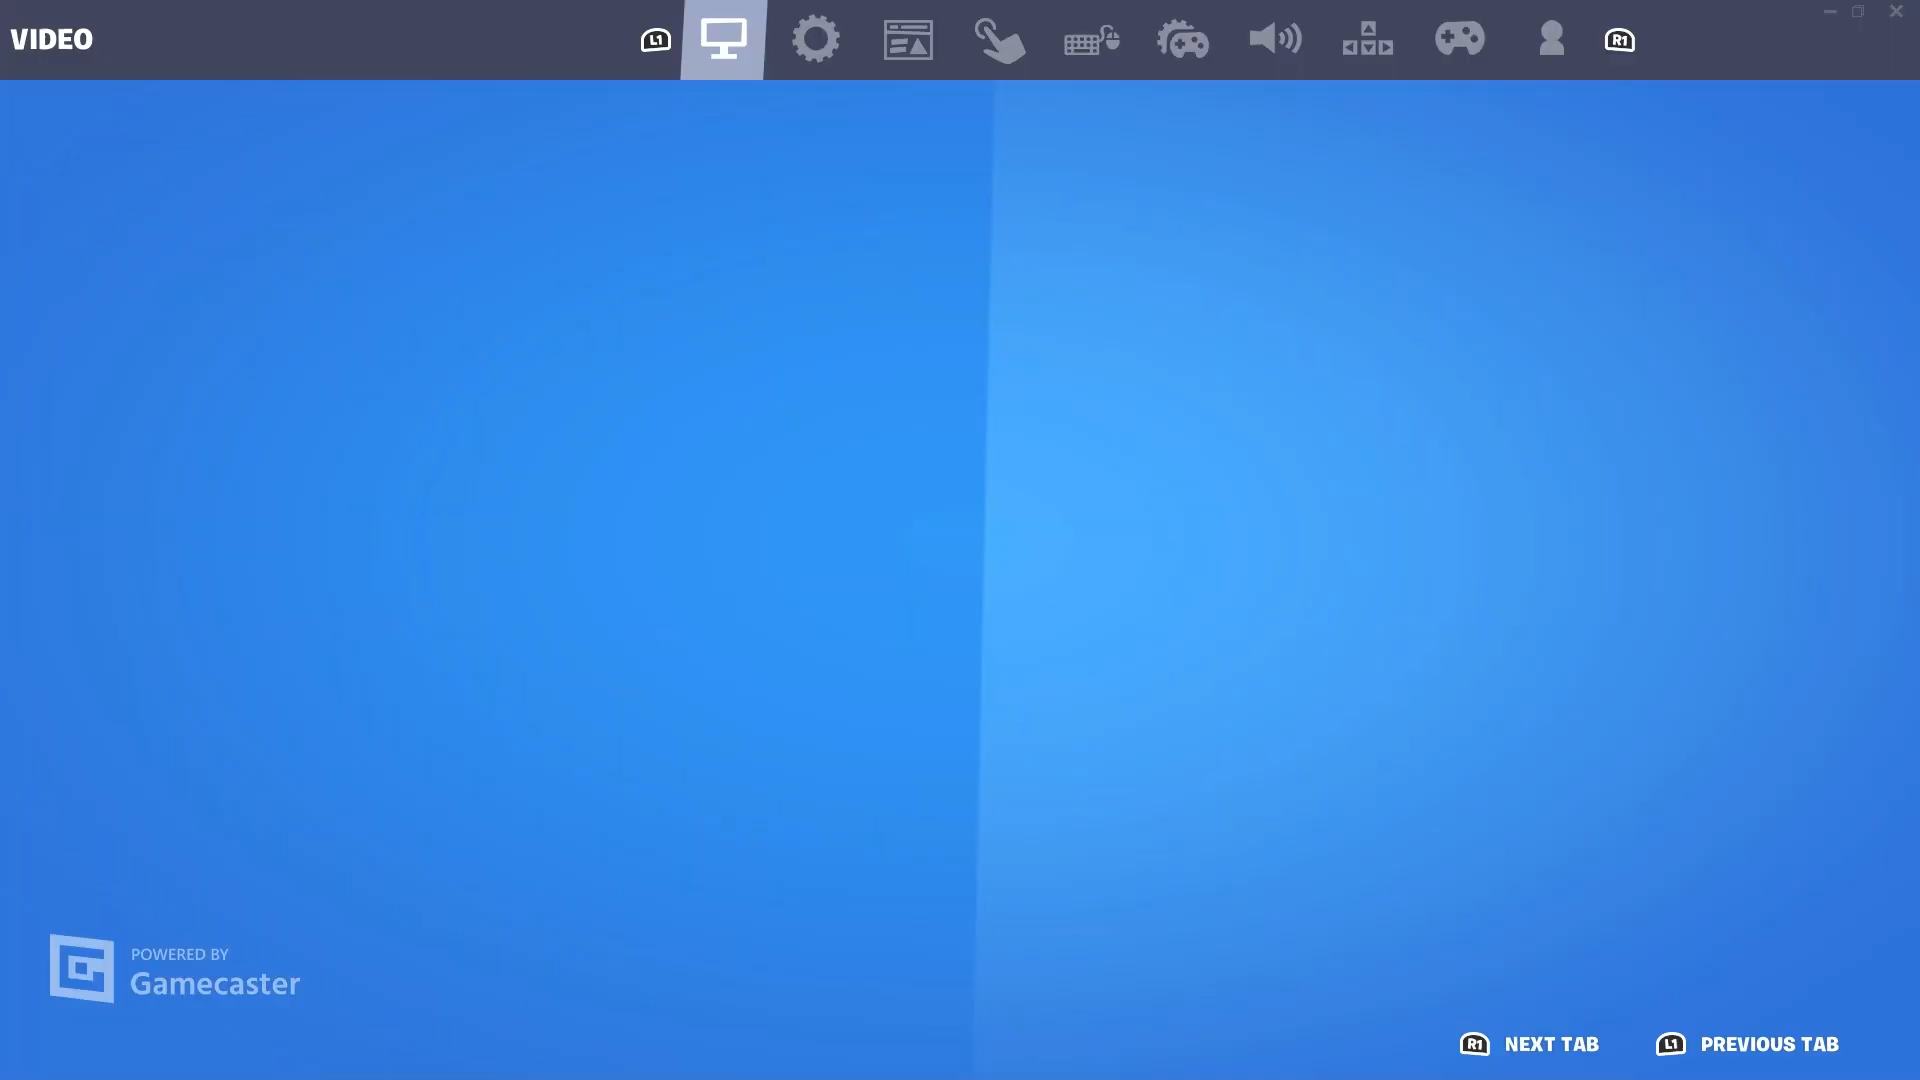 VIDEO
L1
R1
POWERED BY
Gamecaster
R1 NEXT TAB
L1 PREVIOUS TAB